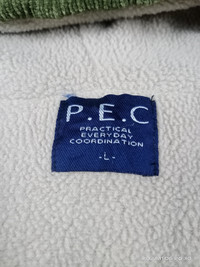 P.E.C
PRACTICAL
EVERYDAY
COORDINATION
-L-